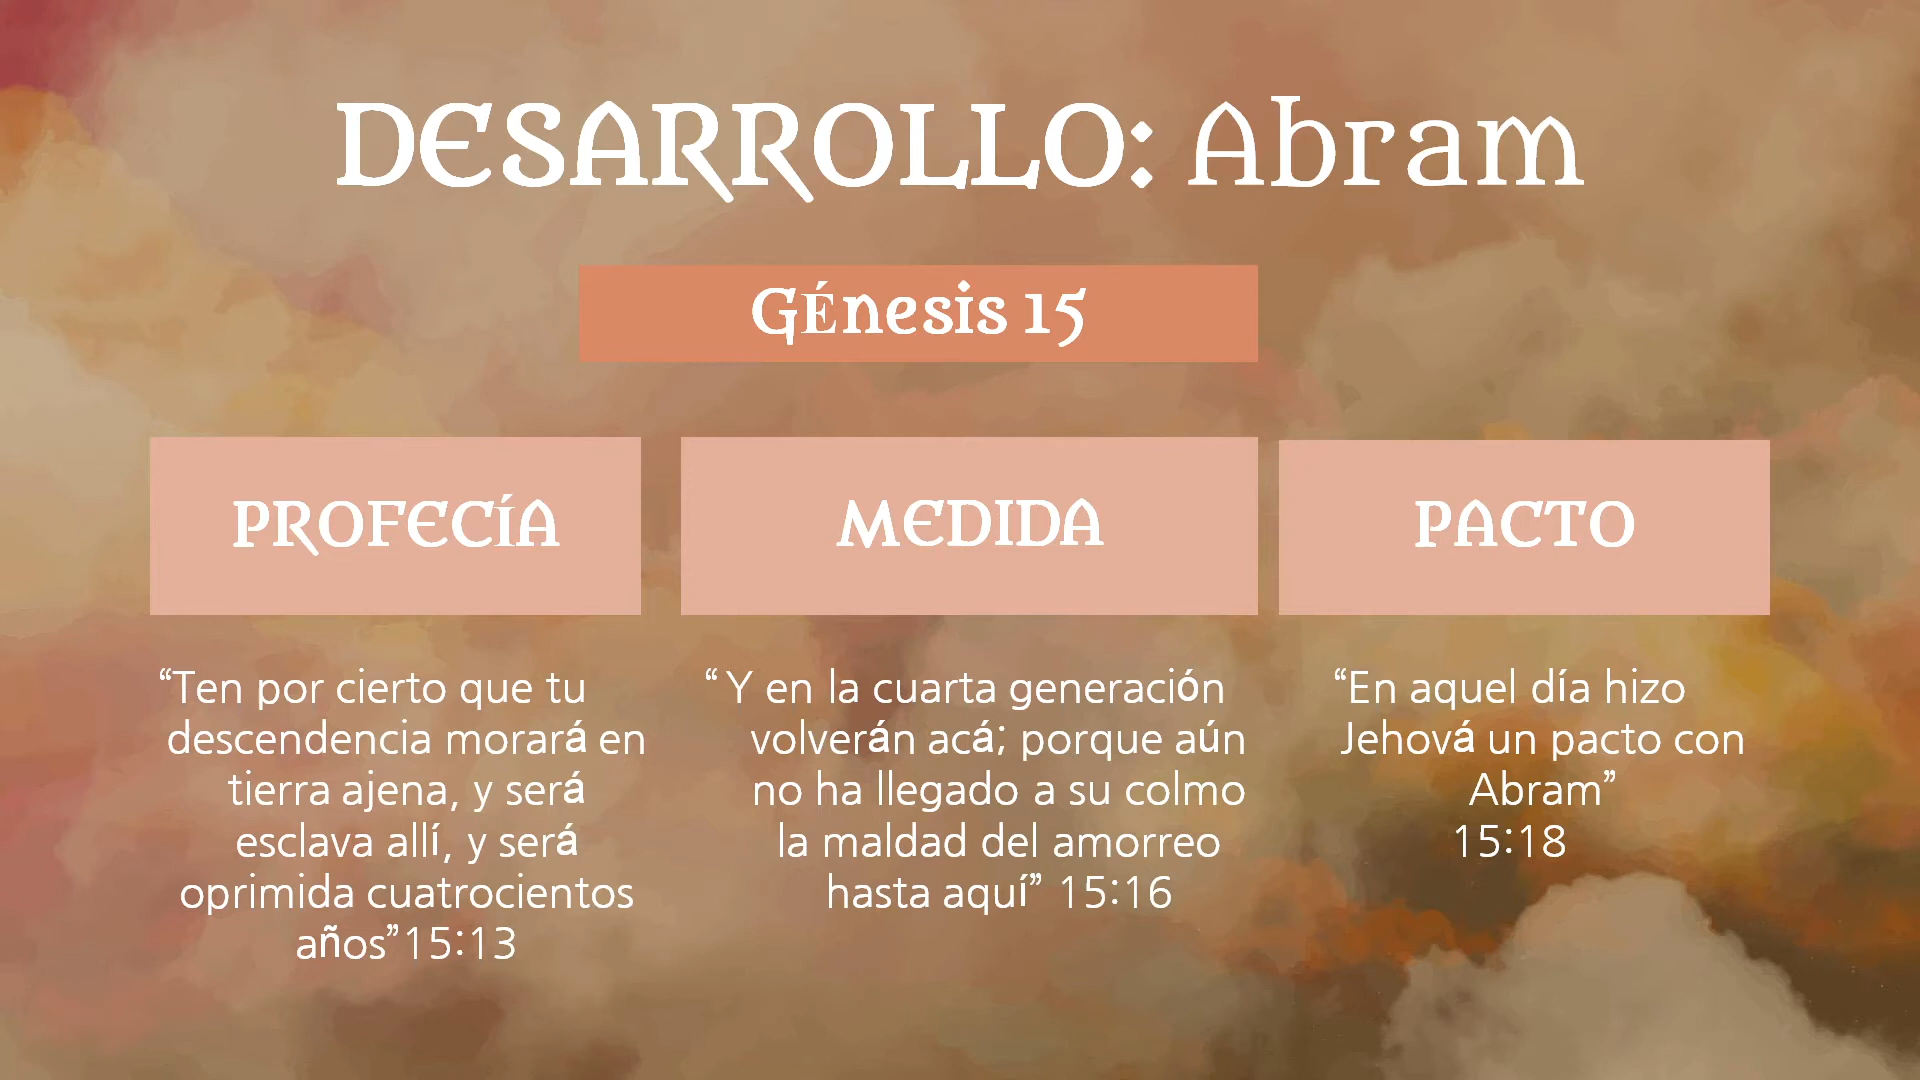 DESARROLLO: Abram
GÉnesis 15
PROFECÍA
“Ten por cierto que tu
descendencia morará en
tierra ajena, y será
esclava allí, y será
oprimida cuatrocientos
años”15:13
MEDIDA
“ Y en la cuarta generación
volverán acá; porque aún
no ha llegado a su colmo
la maldad del amorreo
hasta aquí” 15:16
PACTO
“En aquel día hizo
Jehová un pacto con
Abram”
15:18